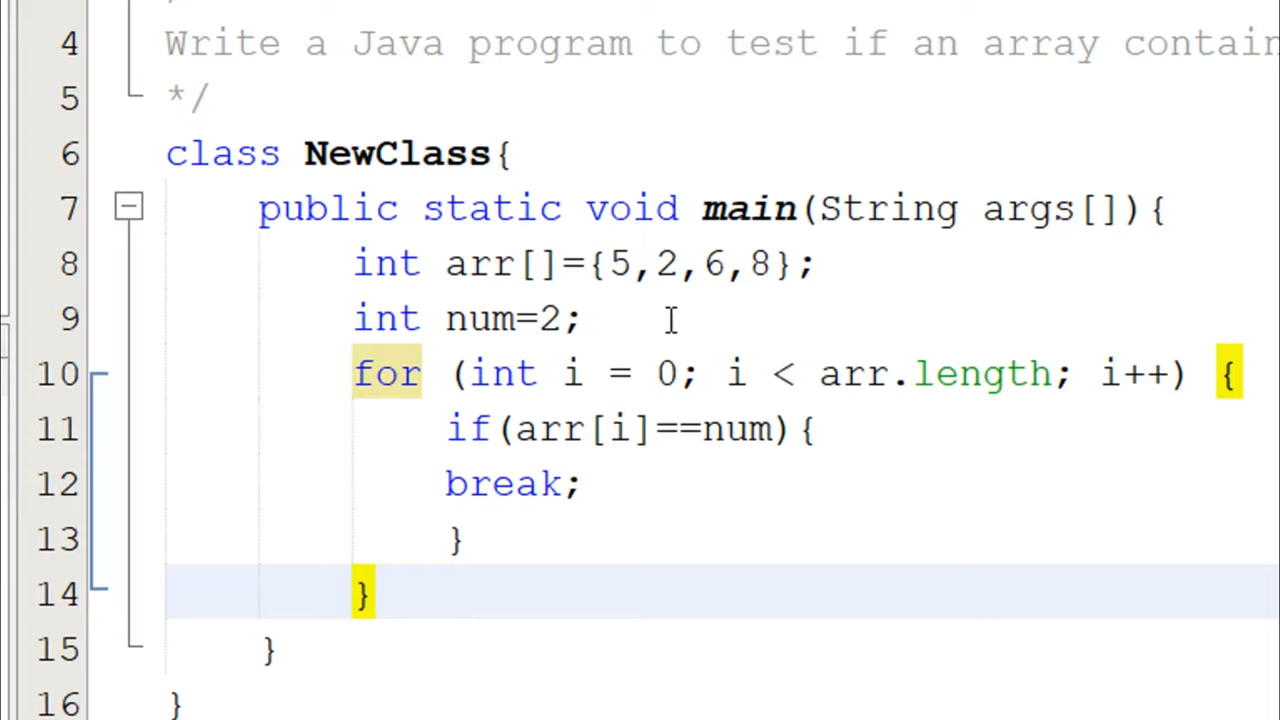 4 Write a Java program to test if an array contain
5 */
6 class NewClass{
7 public static void main(String args[]){
8 int arr[]={5,2,6,8};
9 int num=2;
10 for (int i = 0; i < arr.length; i++) {
11 if(arr[i]==num){
12 break;
13 }
14 }
15 }
16 }